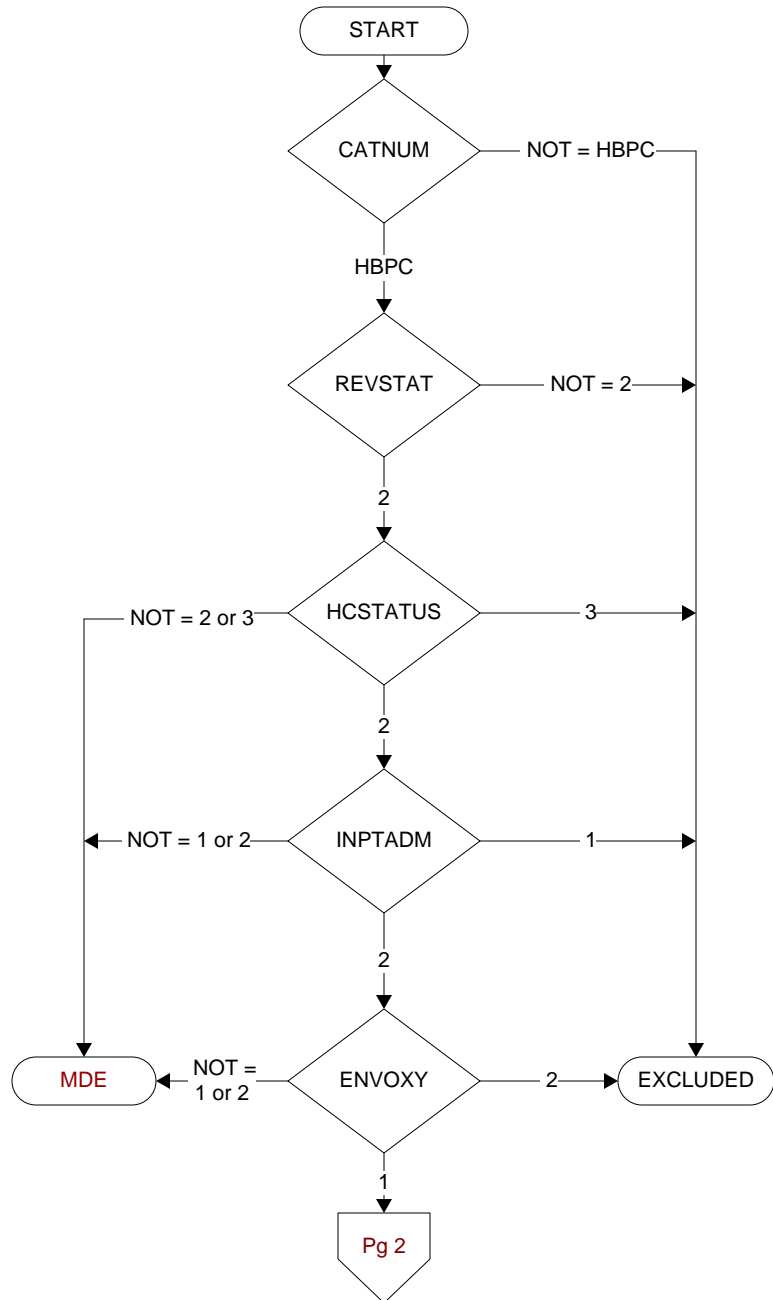 START
CATNUM
NOT = HBPC
HBPC
REVSTAT
NOT = 2
2
NOT = 2 or 3
HCSTATUS
3
2
NOT = 1 or 2
INPTADM
1
2
MDE
NOT =
1 or 2
ENVOXY
2
EXCLUDED
1
Pg 2